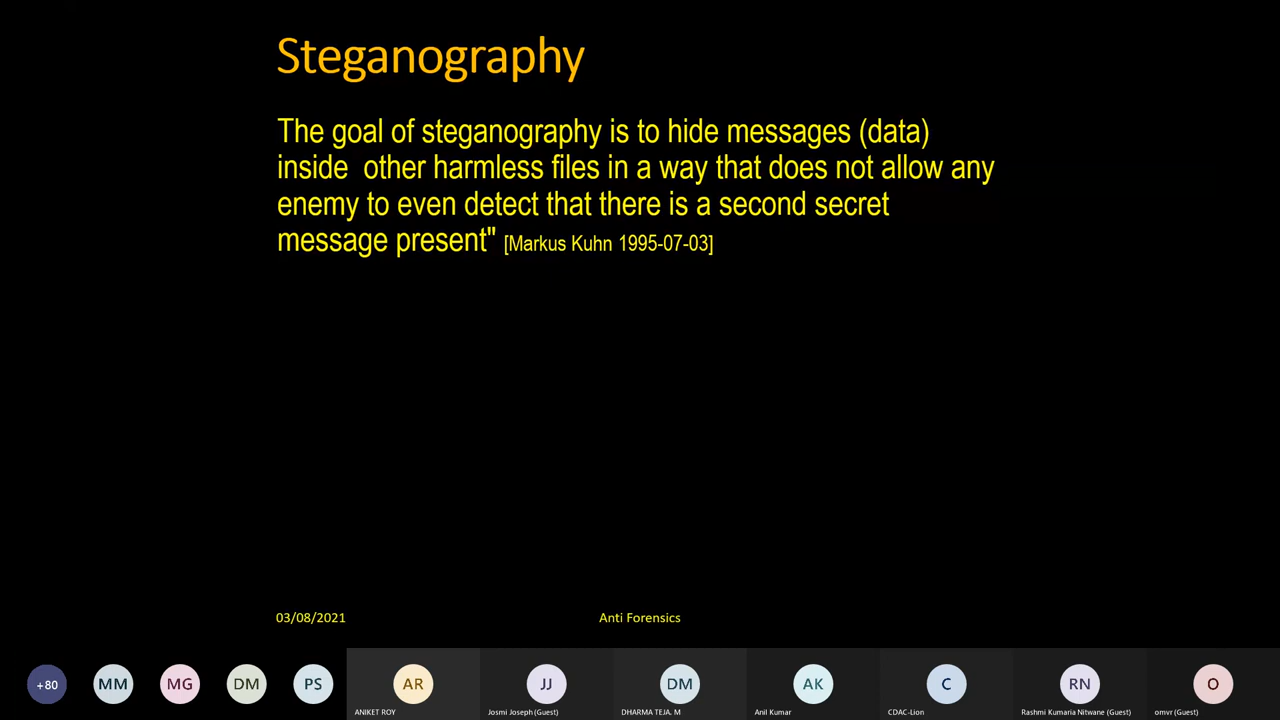 Steganography
The goal of steganography is to hide messages (data)
inside  other harmless files in a way that does not allow any
enemy to even detect that there is a second secret
message present" [Markus Kuhn 1995-07-03]
03/08/2021
Anti Forensics
+80
MM
MG
DM
PS
AR
JJ
DM
AK
C
RN
O
ANIKET ROY
Josmi Joseph (Guest)
DHARMA TEJA. M
Anil Kumar
CDAC-Lion
Rashmi Kumaria Nitwane (Guest)
omvr (Guest)